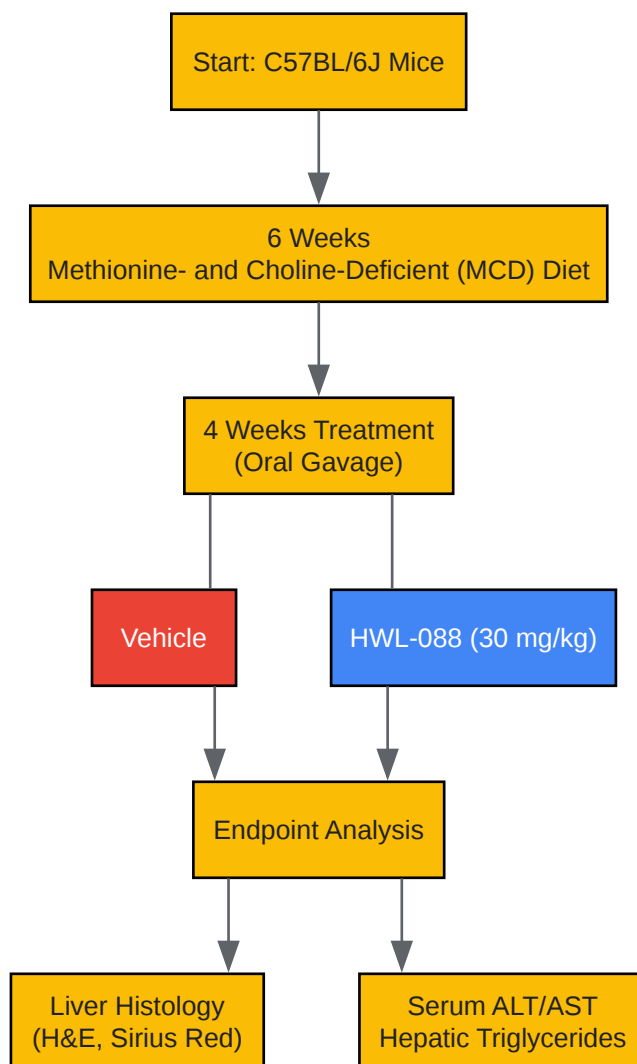 Start: C57BL/6J Mice
6 Weeks
Methionine- and Choline-Deficient (MCD) Diet
4 Weeks Treatment
(Oral Gavage)
Vehicle
HWL-088 (30 mg/kg)
Endpoint Analysis
Liver Histology
(H&E, Sirius Red)
Serum ALT/AST
Hepatic Triglycerides